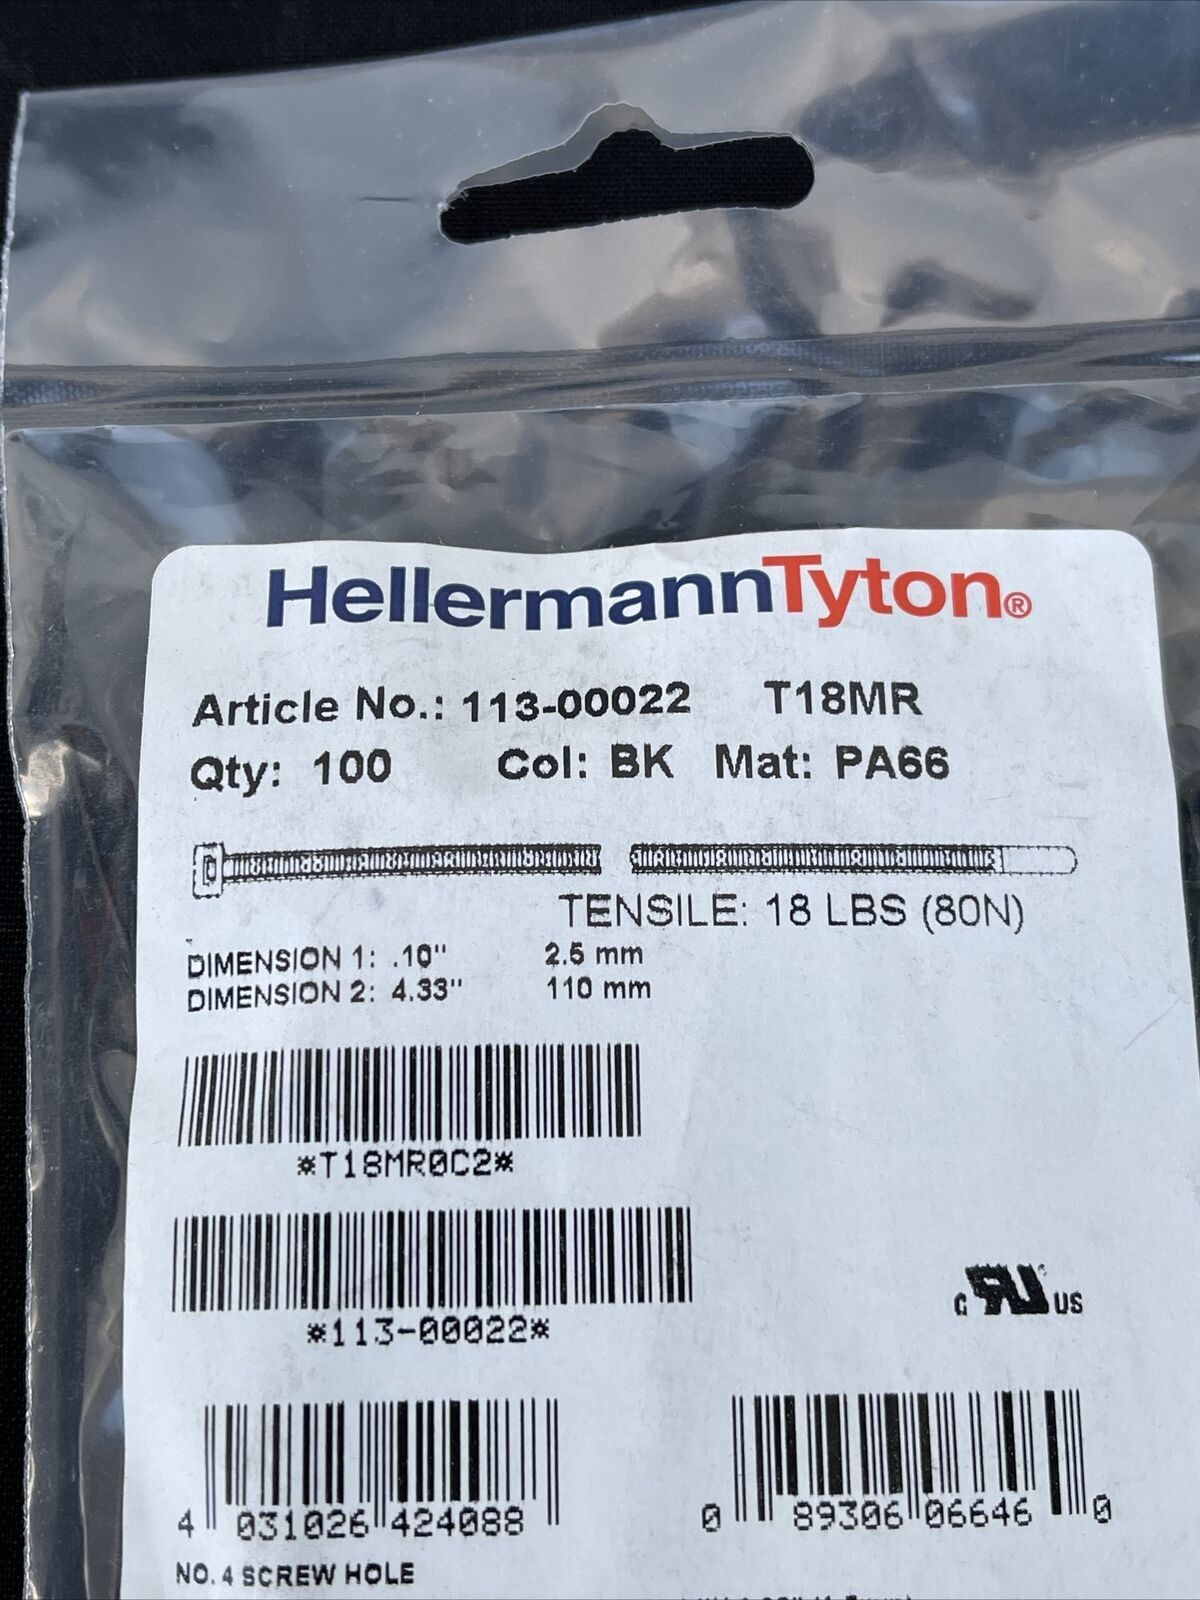 HellermannTyton®
Article No.: 113-00022 T18MR
Qty: 100 Col: BK Mat: PA66
TENSILE: 18 LBS (80N)
DIMENSION 1: .10" 2.5 mm
DIMENSION 2: 4.33" 110 mm
*T18MR0C2*
*113-00022*
C RU US
4 031026 424088
0 89306 06646 0
NO. 4 SCREW HOLE